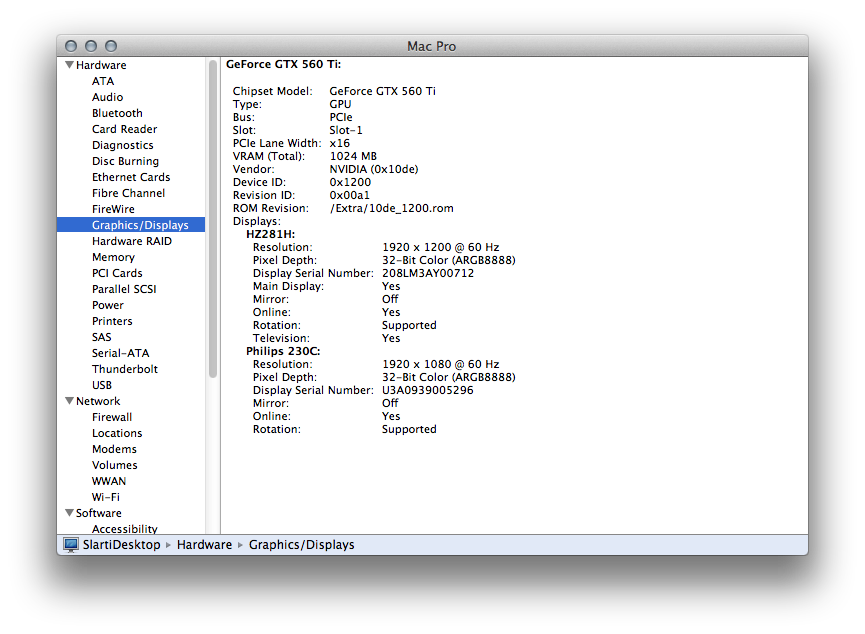 Mac Pro
Hardware
ATA
Audio
Bluetooth
Card Reader
Diagnostics
Disc Burning
Ethernet Cards
Fibre Channel
FireWire
Graphics/Displays
Hardware RAID
Memory
PCI Cards
Parallel SCSI
Power
Printers
SAS
Serial-ATA
Thunderbolt
USB
Network
Firewall
Locations
Modems
Volumes
WWAN
Wi-Fi
Software
Accessibility
GeForce GTX 560 Ti:
Chipset Model: GeForce GTX 560 Ti
Type: GPU
Bus: PCIe
Slot: Slot-1
PCIe Lane Width: x16
VRAM (Total): 1024 MB
Vendor: NVIDIA (0x10de)
Device ID: 0x1200
Revision ID: 0x00a1
ROM Revision: /Extra/10de_1200.rom
Displays:
HZ281H:
Resolution: 1920 x 1200 @ 60 Hz
Pixel Depth: 32-Bit Color (ARGB8888)
Display Serial Number: 208LM3AY00712
Main Display: Yes
Mirror: Off
Online: Yes
Rotation: Supported
Television: Yes
Philips 230C:
Resolution: 1920 x 1080 @ 60 Hz
Pixel Depth: 32-Bit Color (ARGB8888)
Display Serial Number: U3A0939005296
Mirror: Off
Online: Yes
Rotation: Supported
SlartiDesktop ▸ Hardware ▸ Graphics/Displays